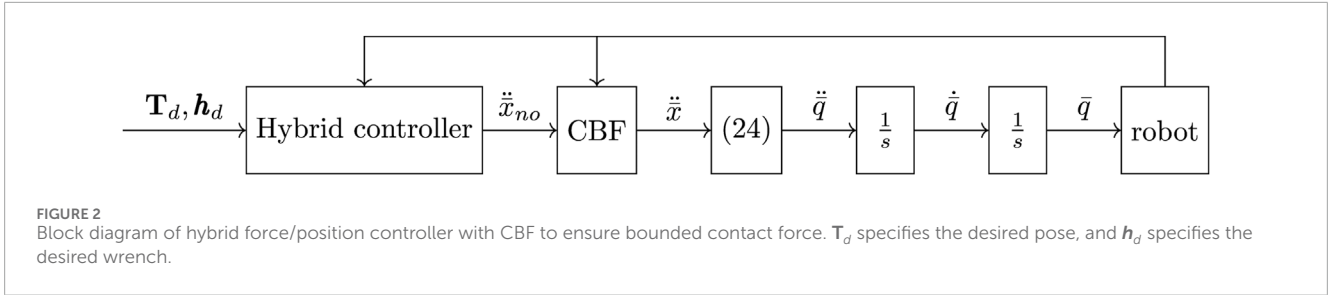 𝐓_d, 𝒉_d
Hybrid controller
ẍ̄_no
CBF
ẍ̄
(24)
q̈̄
1/s
q̇̄
1/s
q̄
robot
FIGURE 2
Block diagram of hybrid force/position controller with CBF to ensure bounded contact force. 𝐓_d specifies the desired pose, and 𝒉_d specifies the
desired wrench.